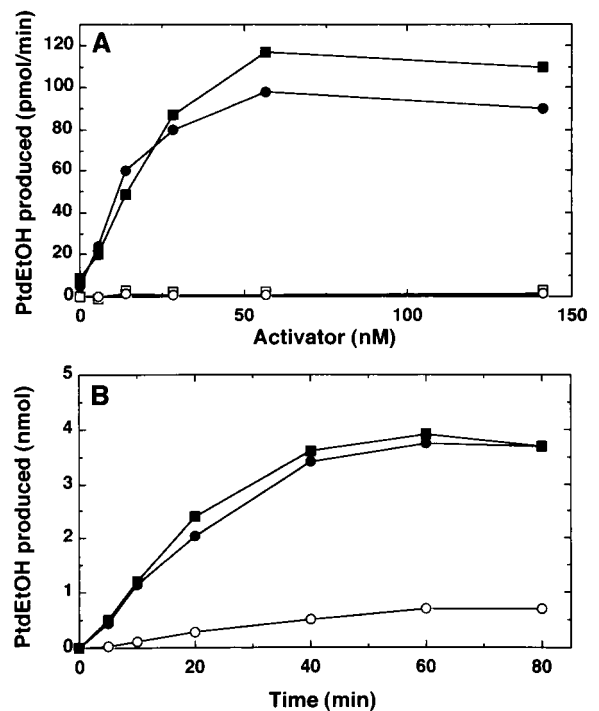 A
PtdEtOH produced (pmol/min)
120
100
80
60
40
20
0
0 50 100 150
Activator (nM)
B
PtdEtOH produced (nmol)
5
4
3
2
1
0
0 20 40 60 80
Time (min)